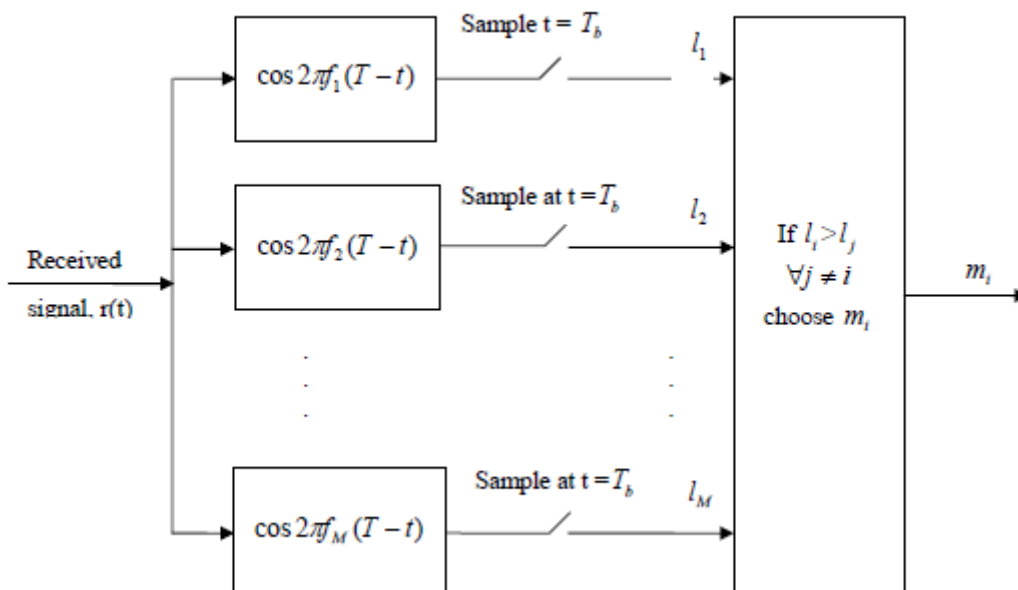 Sample t = T_b
l_1
cos 2πf_1(T − t)
Sample at t = T_b
l_2
cos 2πf_2(T − t)
If l_i > l_j
∀j ≠ i
choose m_i
m_i
Received
signal, r(t)
Sample at t = T_b
l_M
cos 2πf_M(T − t)